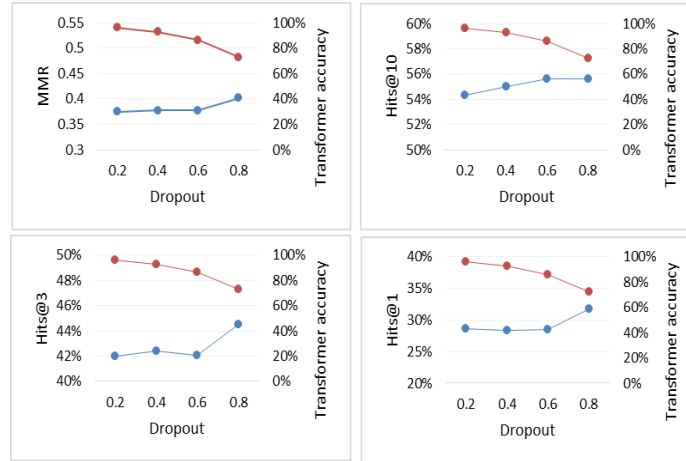 0.55
0.5
0.45
0.4
0.35
0.3
MMR
100%
80%
60%
40%
20%
0%
Transformer accuracy
0.2 0.4 0.6 0.8
Dropout
60%
58%
56%
54%
52%
50%
Hits@10
100%
80%
60%
40%
20%
0%
Transformer accuracy
0.2 0.4 0.6 0.8
Dropout
50%
48%
46%
44%
42%
40%
Hits@3
100%
80%
60%
40%
20%
0%
Transformer accuracy
0.2 0.4 0.6 0.8
Dropout
40%
35%
30%
25%
20%
Hits@1
100%
80%
60%
40%
20%
0%
Transformer accuracy
0.2 0.4 0.6 0.8
Dropout